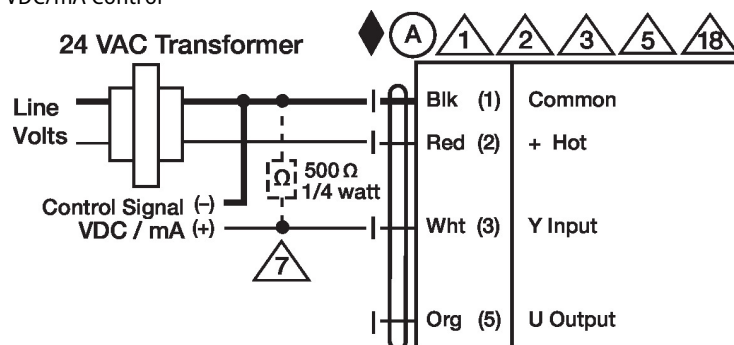 VDC/mA Control
24 VAC Transformer
A 1 2 3 5 18
Line
Volts
Blk (1) Common
Red (2) + Hot
Ω 500 Ω
1/4 watt
Control Signal (-)
VDC / mA (+)
Wht (3) Y Input
7
Org (5) U Output